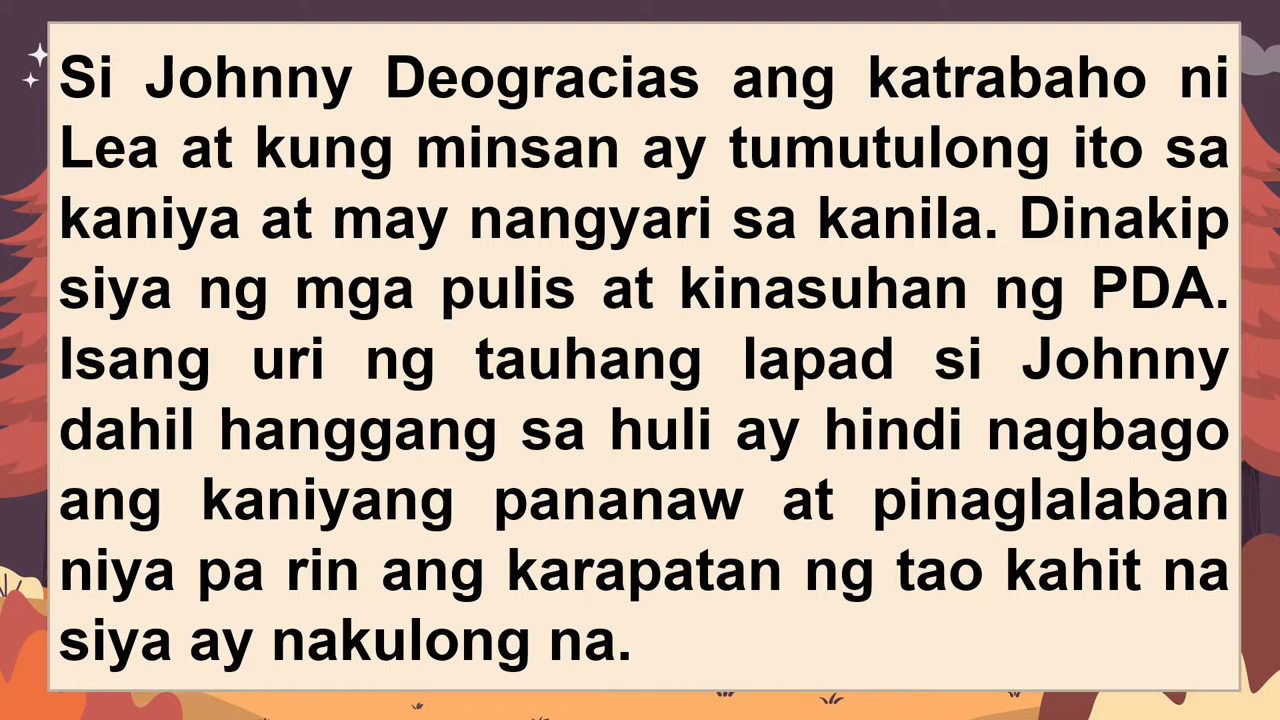 Si Johnny Deogracias ang katrabaho ni
Lea at kung minsan ay tumutulong ito sa
kaniya at may nangyari sa kanila. Dinakip
siya ng mga pulis at kinasuhan ng PDA.
Isang uri ng tauhang lapad si Johnny
dahil hanggang sa huli ay hindi nagbago
ang kaniyang pananaw at pinaglalaban
niya pa rin ang karapatan ng tao kahit na
siya ay nakulong na.